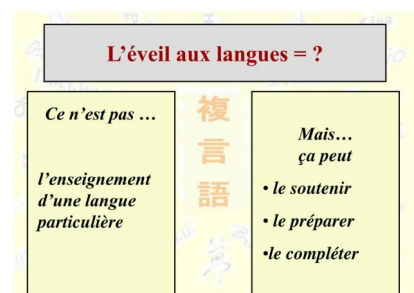 L'éveil aux langues = ?
Ce n'est pas …
l'enseignement
d'une langue
particulière
複
言
語
Mais…
ça peut
• le soutenir
• le préparer
•le compléter